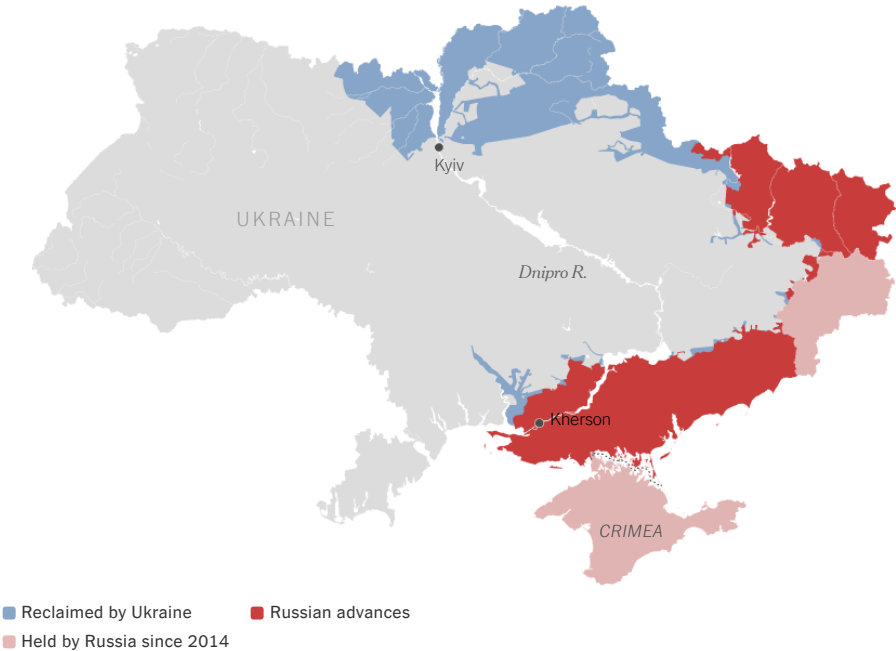 Kyiv
UKRAINE
Dnipro R.
Kherson
CRIMEA
Reclaimed by Ukraine
Russian advances
Held by Russia since 2014